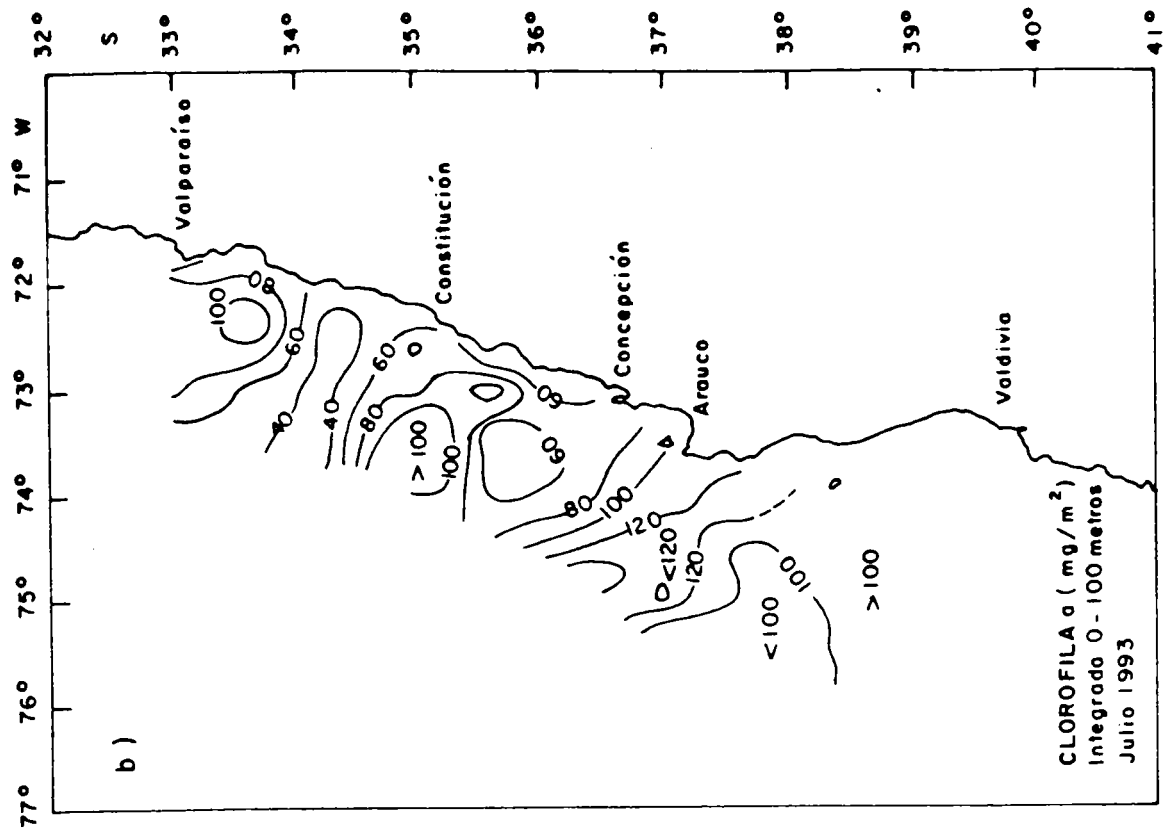 77° 76° 75° 74° 73° 72° 71° W
32°
S
b)
33°
Valparaíso
100
80
40
34°
60
40
80
60
35°
>100
Constitución
100
36°
60
60
80
100
Concepción
120
37°
<120
120
Arauco
<100
38°
100
>100
39°
Valdivia
40°
CLOROFILA a ( mg/m²)
Integrada 0-100 metros
Julio 1993
41°